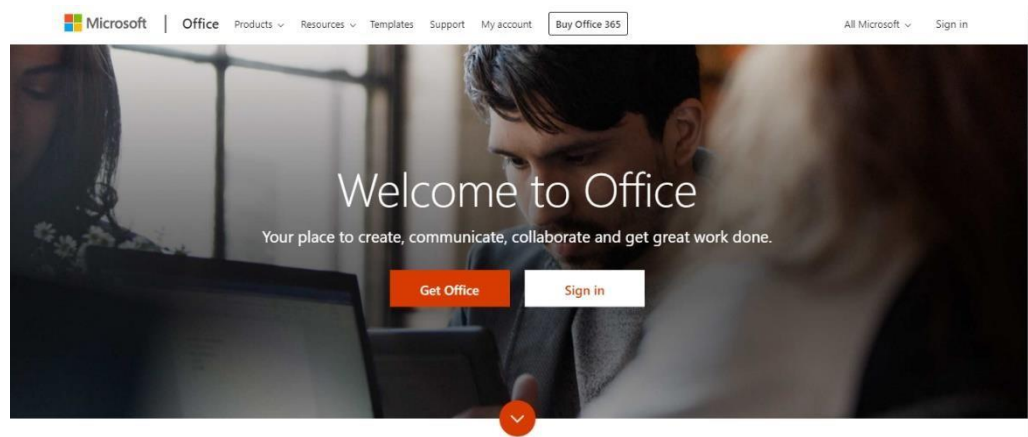 Microsoft Office Products Resources Templates Support My account Buy Office 365 All Microsoft Sign in
Welcome to Office
Your place to create, communicate, collaborate and get great work done.
Get Office Sign in